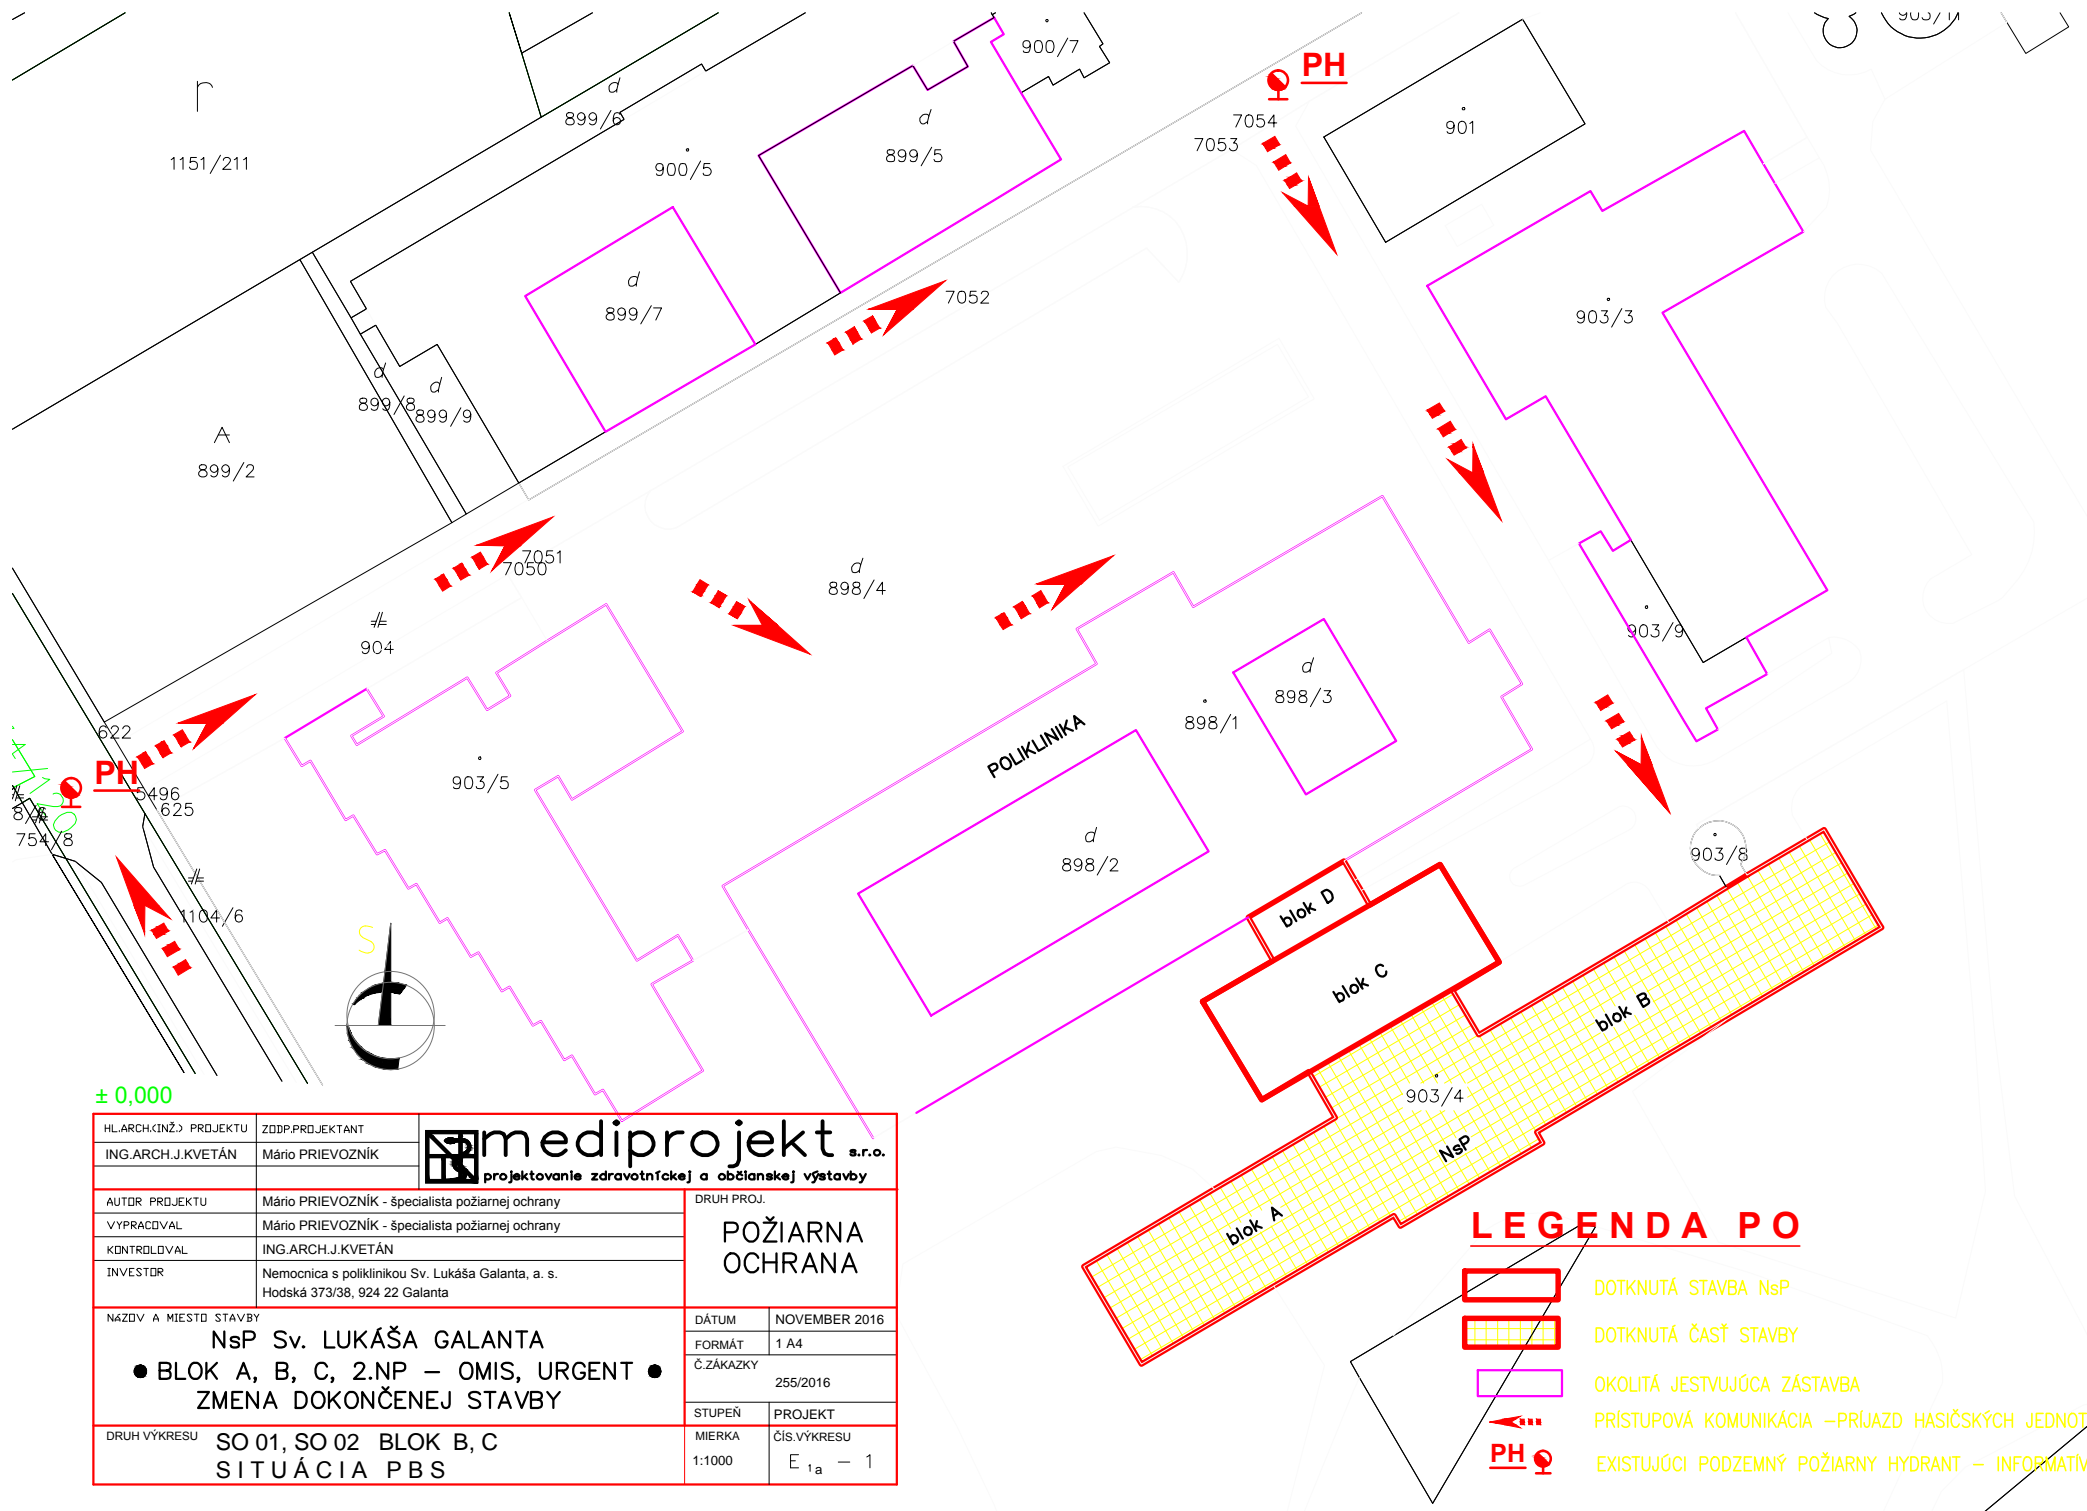 903/11
900/7
PH
r
d
899/6
d
899/5
7054
7053
901
1151/211
900/5
d
899/7
7052
903/3
d
899/8
d
899/9
A
899/2
7051
7050
d
898/4
904
903/9
d
898/3
622
898/1
POLIKLINIKA
PH
5496
625
903/5
754/8
d
898/2
903/8
1104/6
S
blok D
blok C
blok B
903/4
NsP
blok A
± 0,000
HL.ARCH.(INŽ.) PROJEKTU
ZODP.PROJEKTANT
ING.ARCH.J.KVETÁN
Mário PRIEVOZNÍK
mediprojekt s.r.o.
projektovanie zdravotníckej a občianskej výstavby
AUTOR PROJEKTU
Mário PRIEVOZNÍK - špecialista požiarnej ochrany
VYPRACOVAL
Mário PRIEVOZNÍK - špecialista požiarnej ochrany
KONTROLOVAL
ING.ARCH.J.KVETÁN
INVESTOR
Nemocnica s poliklinikou Sv. Lukáša Galanta, a. s.
Hodská 373/38, 924 22 Galanta
DRUH PROJ.
POŽIARNA
OCHRANA
NÁZOV A MIESTO STAVBY
NsP Sv. LUKÁŠA GALANTA
● BLOK A, B, C, 2.NP – OMIS, URGENT ●
ZMENA DOKONČENEJ STAVBY
DÁTUM
NOVEMBER 2016
FORMÁT
1 A4
Č.ZÁKAZKY
255/2016
STUPEŇ
PROJEKT
DRUH VÝKRESU
SO 01, SO 02 BLOK B, C
SITUÁCIA PBS
MIERKA
1:1000
ČÍS.VÝKRESU
E 1a – 1
LEGENDA PO
DOTKNUTÁ STAVBA NsP
DOTKNUTÁ ČASŤ STAVBY
OKOLITÁ JESTVUJÚCA ZÁSTAVBA
PRÍSTUPOVÁ KOMUNIKÁCIA –PRÍJAZD HASIČSKÝCH JEDNOT
PH
EXISTUJÚCI PODZEMNÝ POŽIARNY HYDRANT – INFORMATÍV